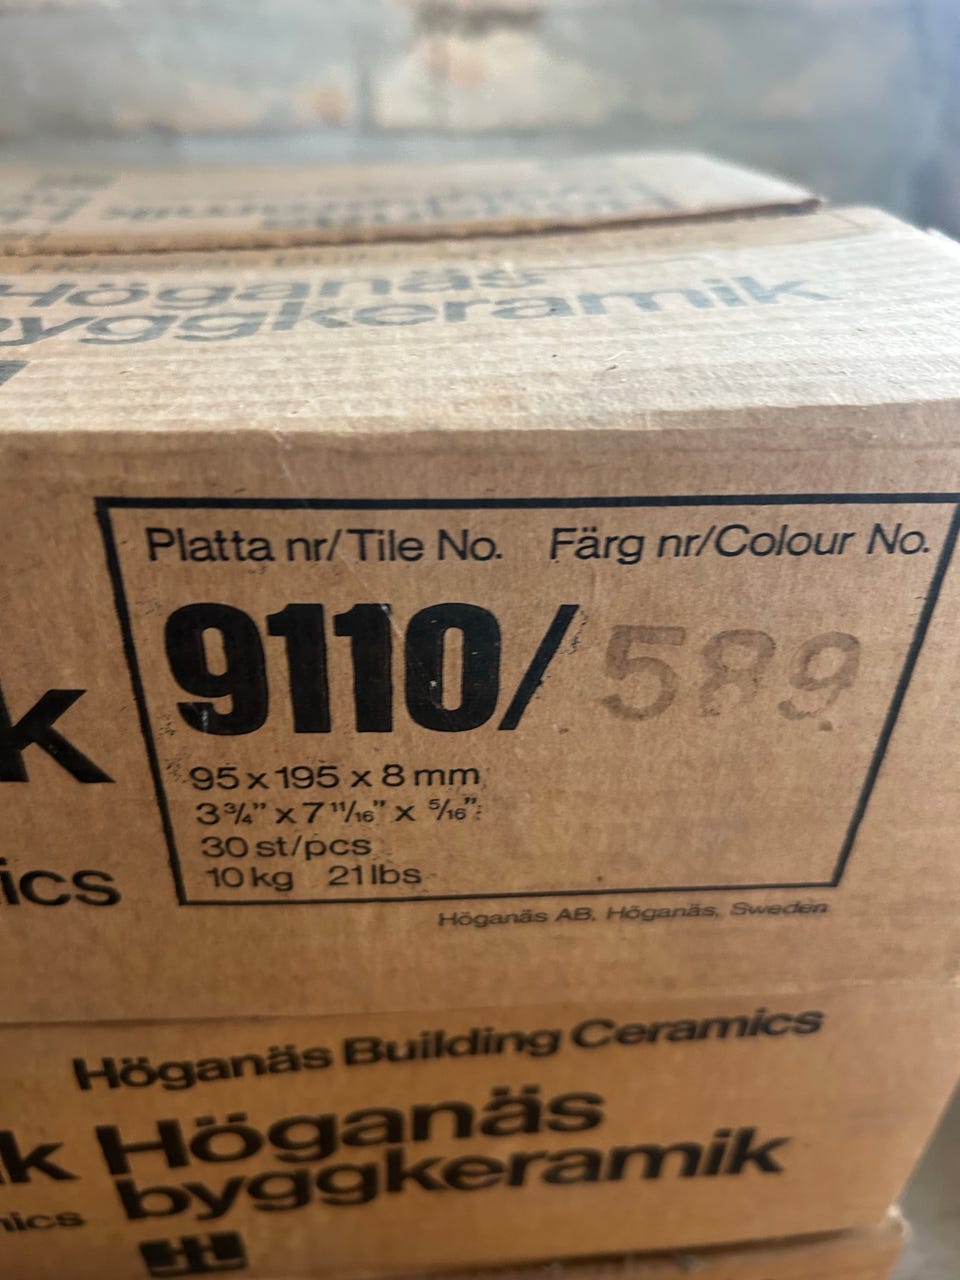 Höganäs
byggkeramik
Platta nr/Tile No. Färg nr/Colour No.
9110/589
95 x 195 x 8 mm
3¾" x 7 11/16" x 5/16"
30 st/pcs
10 kg 21 lbs
k
ics
Höganäs AB, Höganäs, Sweden
Höganäs Building Ceramics
k Höganäs
byggkeramik
nics